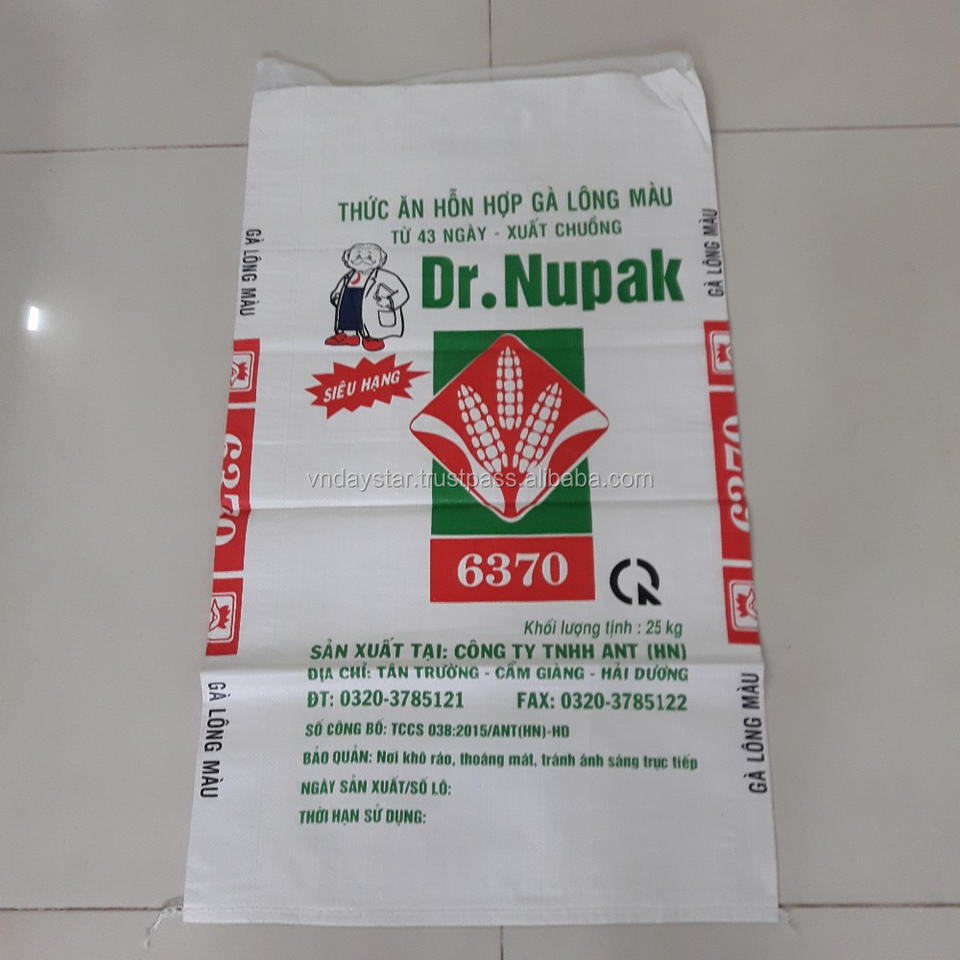 THỨC ĂN HỖN HỢP GÀ LÔNG MÀU
TỪ 43 NGÀY - XUẤT CHUỒNG
Dr.Nupak
SIÊU HẠNG
vndaystar.trustpass.alibaba.com
6370
CR
Khối lượng tịnh : 25 kg
SẢN XUẤT TẠI: CÔNG TY TNHH ANT (HN)
ĐỊA CHỈ: TÂN TRƯỜNG - CẨM GIÀNG - HẢI DƯƠNG
ĐT: 0320-3785121 FAX: 0320-3785122
SỐ CÔNG BỐ: TCCS 038:2015/ANT(HN)-HD
BẢO QUẢN: Nơi khô ráo, thoáng mát, tránh ánh sáng trực tiếp
NGÀY SẢN XUẤT/SỐ LÔ:
THỜI HẠN SỬ DỤNG:
GÀ LÔNG MÀU
6370
GÀ LÔNG MÀU
GÀ LÔNG MÀU
6370
GÀ LÔNG MÀU